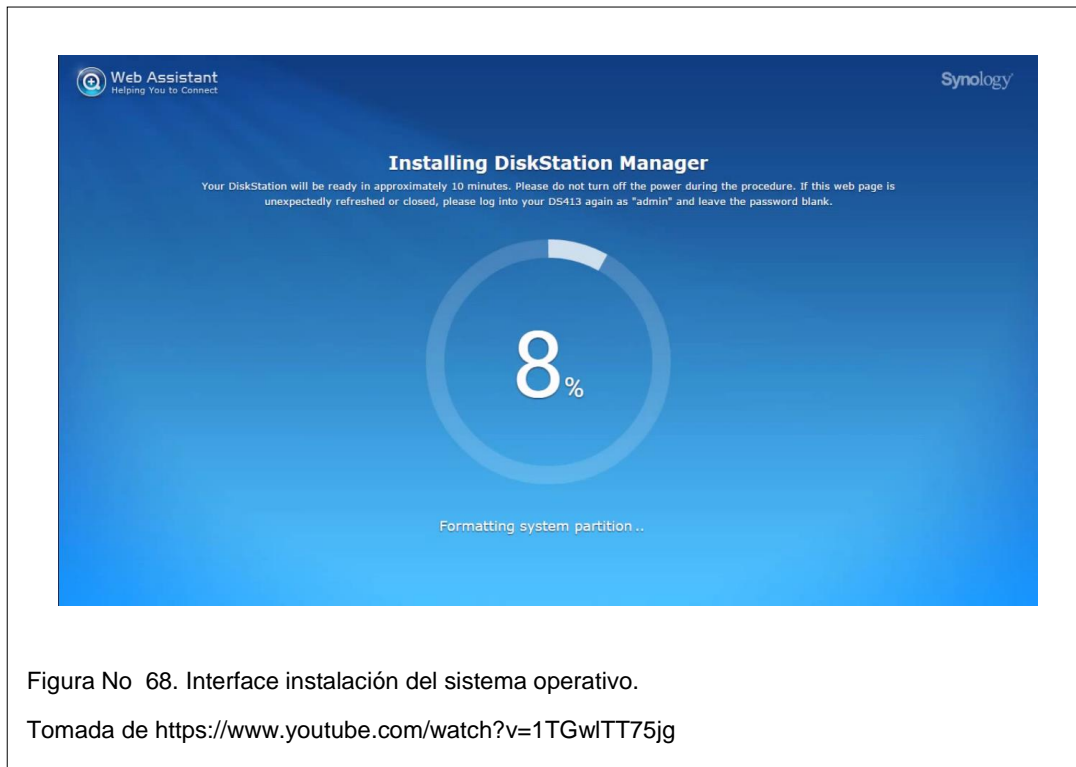 Web Assistant
Helping You to Connect
Synology
Installing DiskStation Manager
Your DiskStation will be ready in approximately 10 minutes. Please do not turn off the power during the procedure. If this web page is
unexpectedly refreshed or closed, please log into your DS413 again as "admin" and leave the password blank.
8%
Formatting system partition ..
Figura No  68. Interface instalación del sistema operativo.
Tomada de https://www.youtube.com/watch?v=1TGwlTT75jg